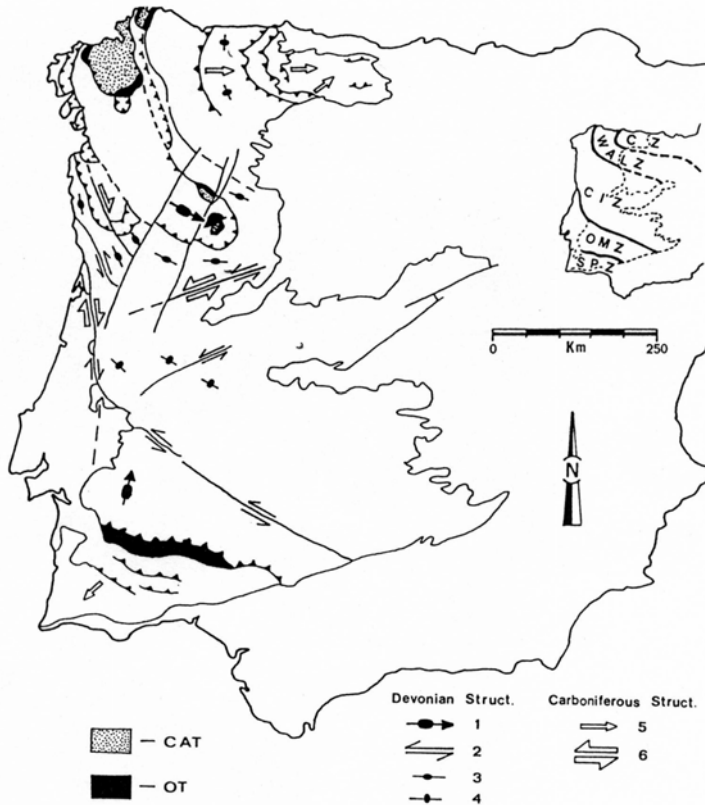 C Z
W A L Z
C I Z
O M Z
S P Z
0 Km 250
N
Devonian Struct.
Carboniferous Struct.
1
5
2
6
3
4
— CAT
— OT